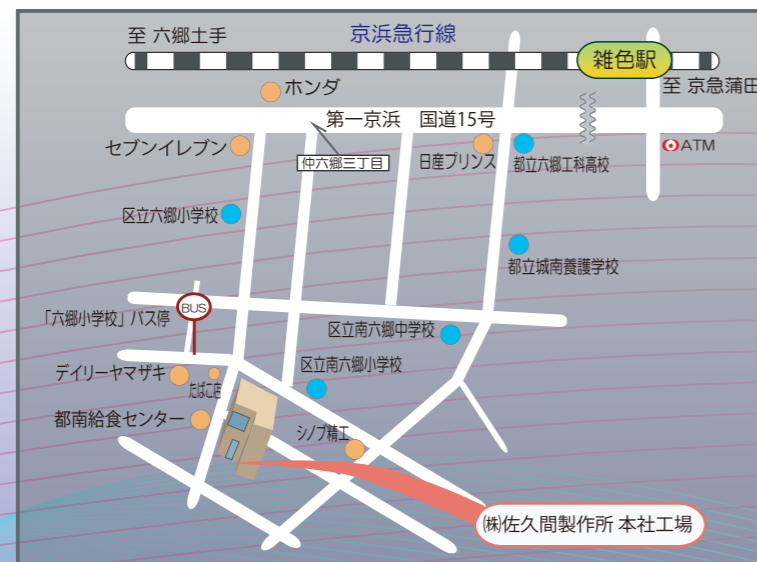 至 六郷土手
京浜急行線
雑色駅
至 京急蒲田
ホンダ
第一京浜 国道15号
セブンイレブン
仲六郷三丁目
日産プリンス
都立六郷工科高校
ATM
区立六郷小学校
都立城南養護学校
BUS
「六郷小学校」バス停
区立南六郷中学校
区立南六郷小学校
デイリーヤマザキ
たばこ店
都南給食センター
シノブ精工
㈱佐久間製作所 本社工場